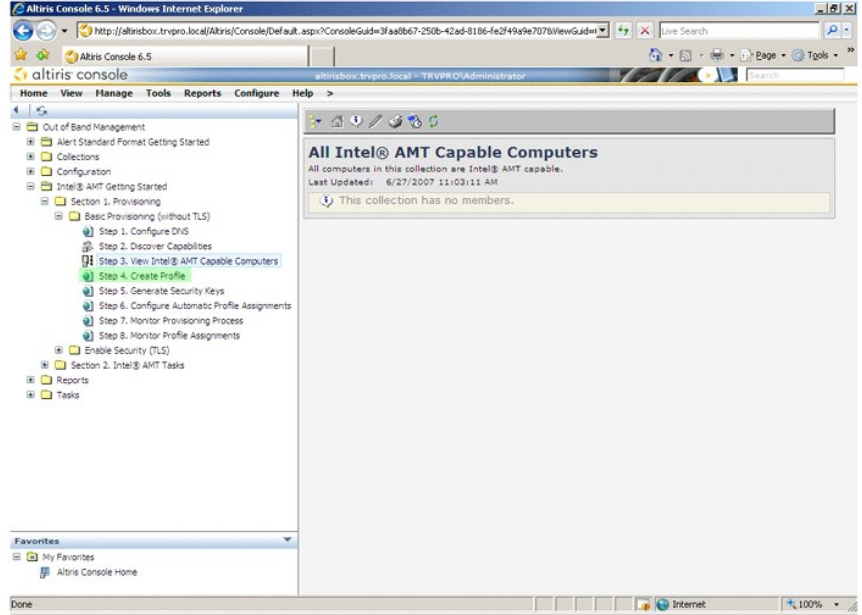 Altiris Console 6.5 - Windows Internet Explorer
http://altirisbox.trvpro.local/Altiris/Console/Default.aspx?ConsoleGuid=3faa8b67-250b-42ad-8186-fe2f49a9e7078&ViewGuid=
Live Search
Altiris Console 6.5
Page
Tools
altiris console
altirisbox.trvpro.local - TRVPRO\Administrator
Search
Home View Manage Tools Reports Configure Help >
Out of Band Management
Alert Standard Format Getting Started
Collections
Configuration
Intel® AMT Getting Started
Section 1. Provisioning
Basic Provisioning (without TLS)
Step 1. Configure DNS
Step 2. Discover Capabilities
Step 3. View Intel® AMT Capable Computers
Step 4. Create Profile
Step 5. Generate Security Keys
Step 6. Configure Automatic Profile Assignments
Step 7. Monitor Provisioning Process
Step 8. Monitor Profile Assignments
Enable Security (TLS)
Section 2. Intel® AMT Tasks
Reports
Tasks
All Intel® AMT Capable Computers
All computers in this collection are Intel® AMT capable.
Last Updated: 6/27/2007 11:03:11 AM
This collection has no members.
Favorites
My Favorites
Altiris Console Home
Done
Internet
100%